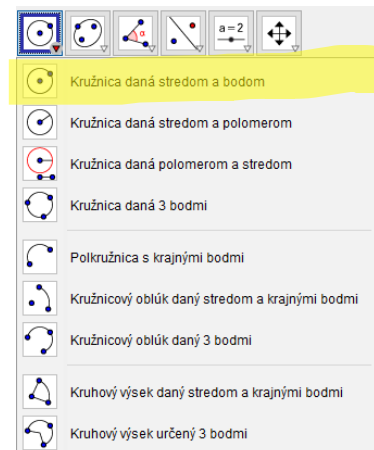 α
a=2
Kružnica daná stredom a bodom
Kružnica daná stredom a polomerom
Kružnica daná polomerom a stredom
Kružnica daná 3 bodmi
Polkružnica s krajnými bodmi
Kružnicový oblúk daný stredom a krajnými bodmi
Kružnicový oblúk daný 3 bodmi
Kruhový výsek daný stredom a krajnými bodmi
Kruhový výsek určený 3 bodmi